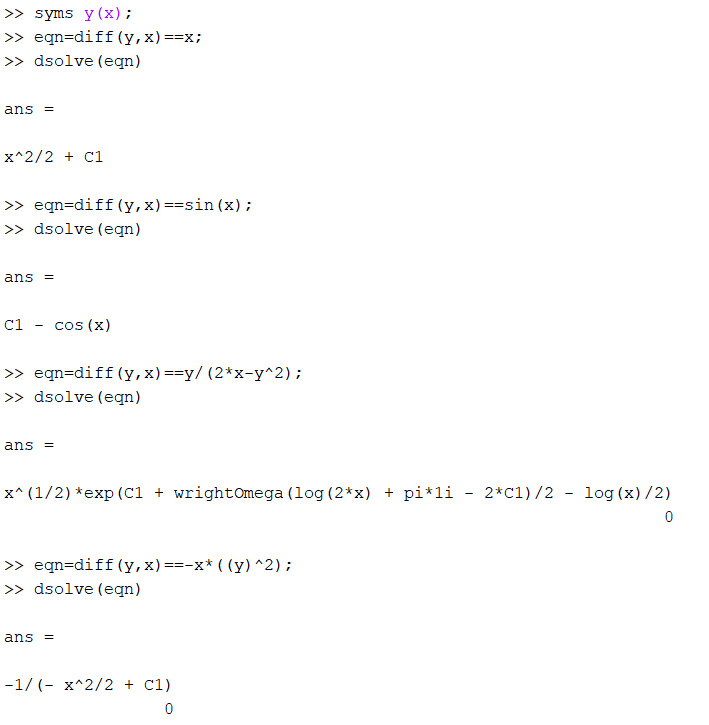 >> syms y(x);
>> eqn=diff(y,x)==x;
>> dsolve(eqn)
ans =
x^2/2 + C1
>> eqn=diff(y,x)==sin(x);
>> dsolve(eqn)
ans =
C1 - cos(x)
>> eqn=diff(y,x)==y/(2*x-y^2);
>> dsolve(eqn)
ans =
x^(1/2)*exp(C1 + wrightOmega(log(2*x) + pi*1i - 2*C1)/2 - log(x)/2)
0
>> eqn=diff(y,x)==-x*((y)^2);
>> dsolve(eqn)
ans =
-1/(- x^2/2 + C1)
0